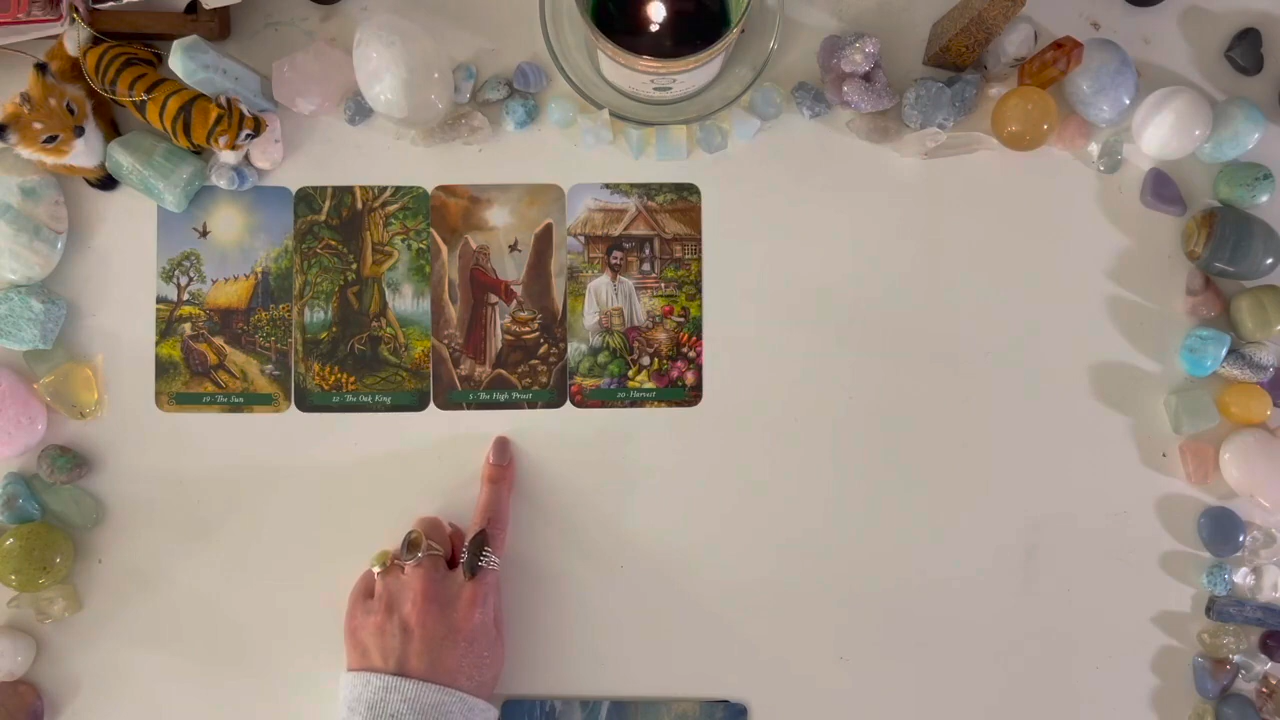 19 · The Sun
12 · The Oak King
5 · The High Priest
20 · Harvest